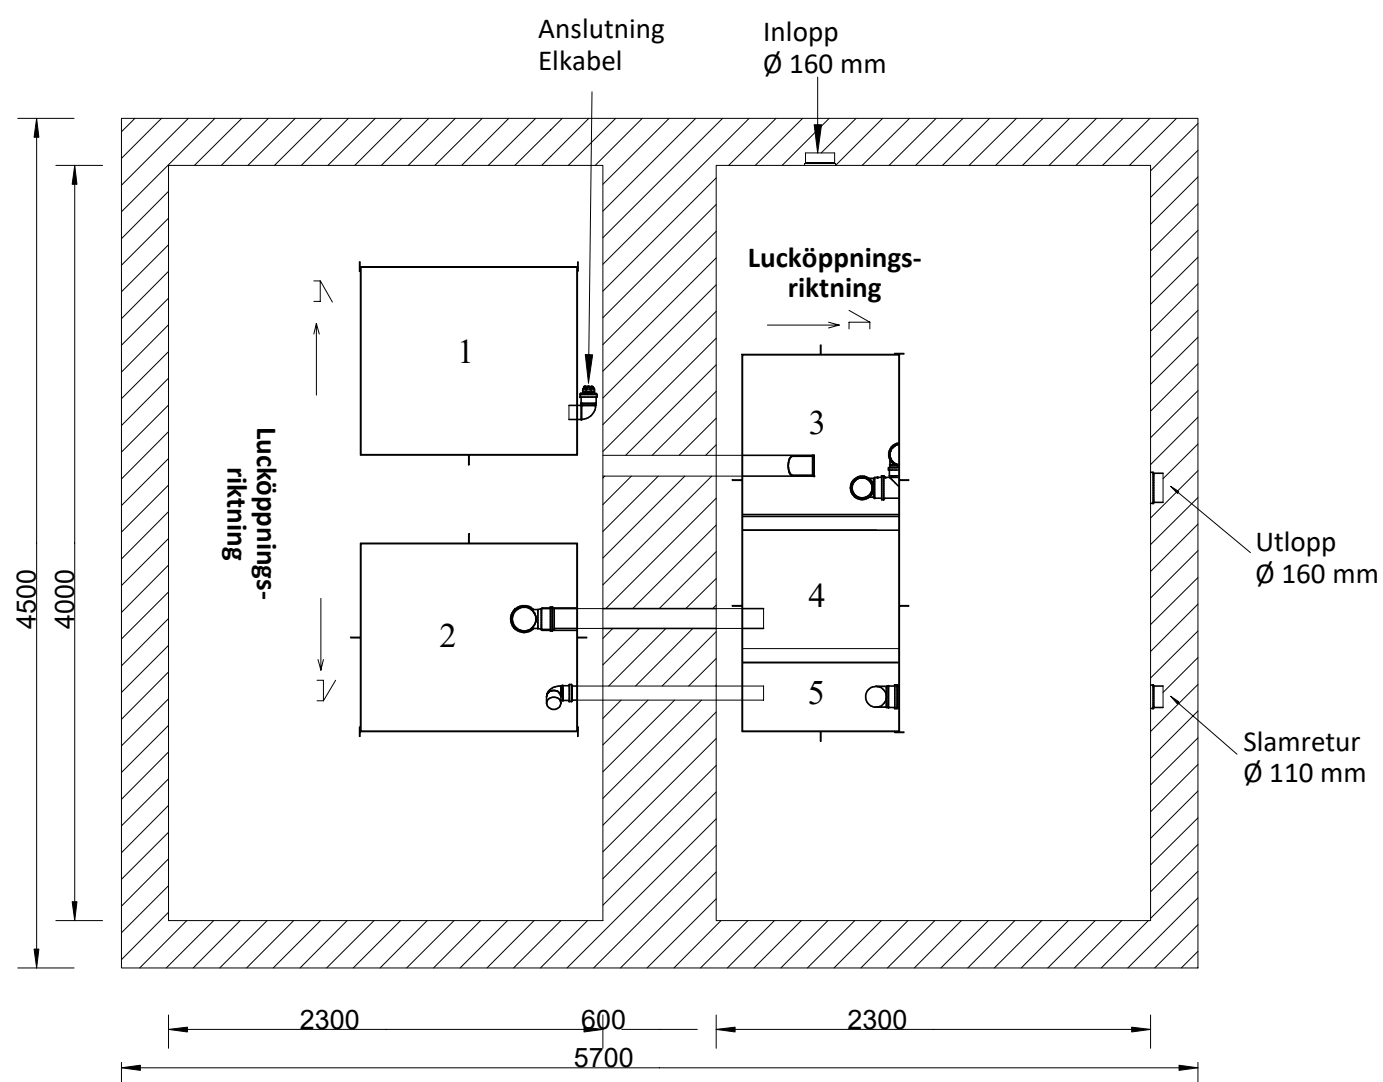 Anslutning
Elkabel
Inlopp
Ø 160 mm
Lucköppnings-
riktning
1
3
Lucköppnings-
riktning
4500
4000
Utlopp
Ø 160 mm
2
4
5
Slamretur
Ø 110 mm
2300
600
2300
5700